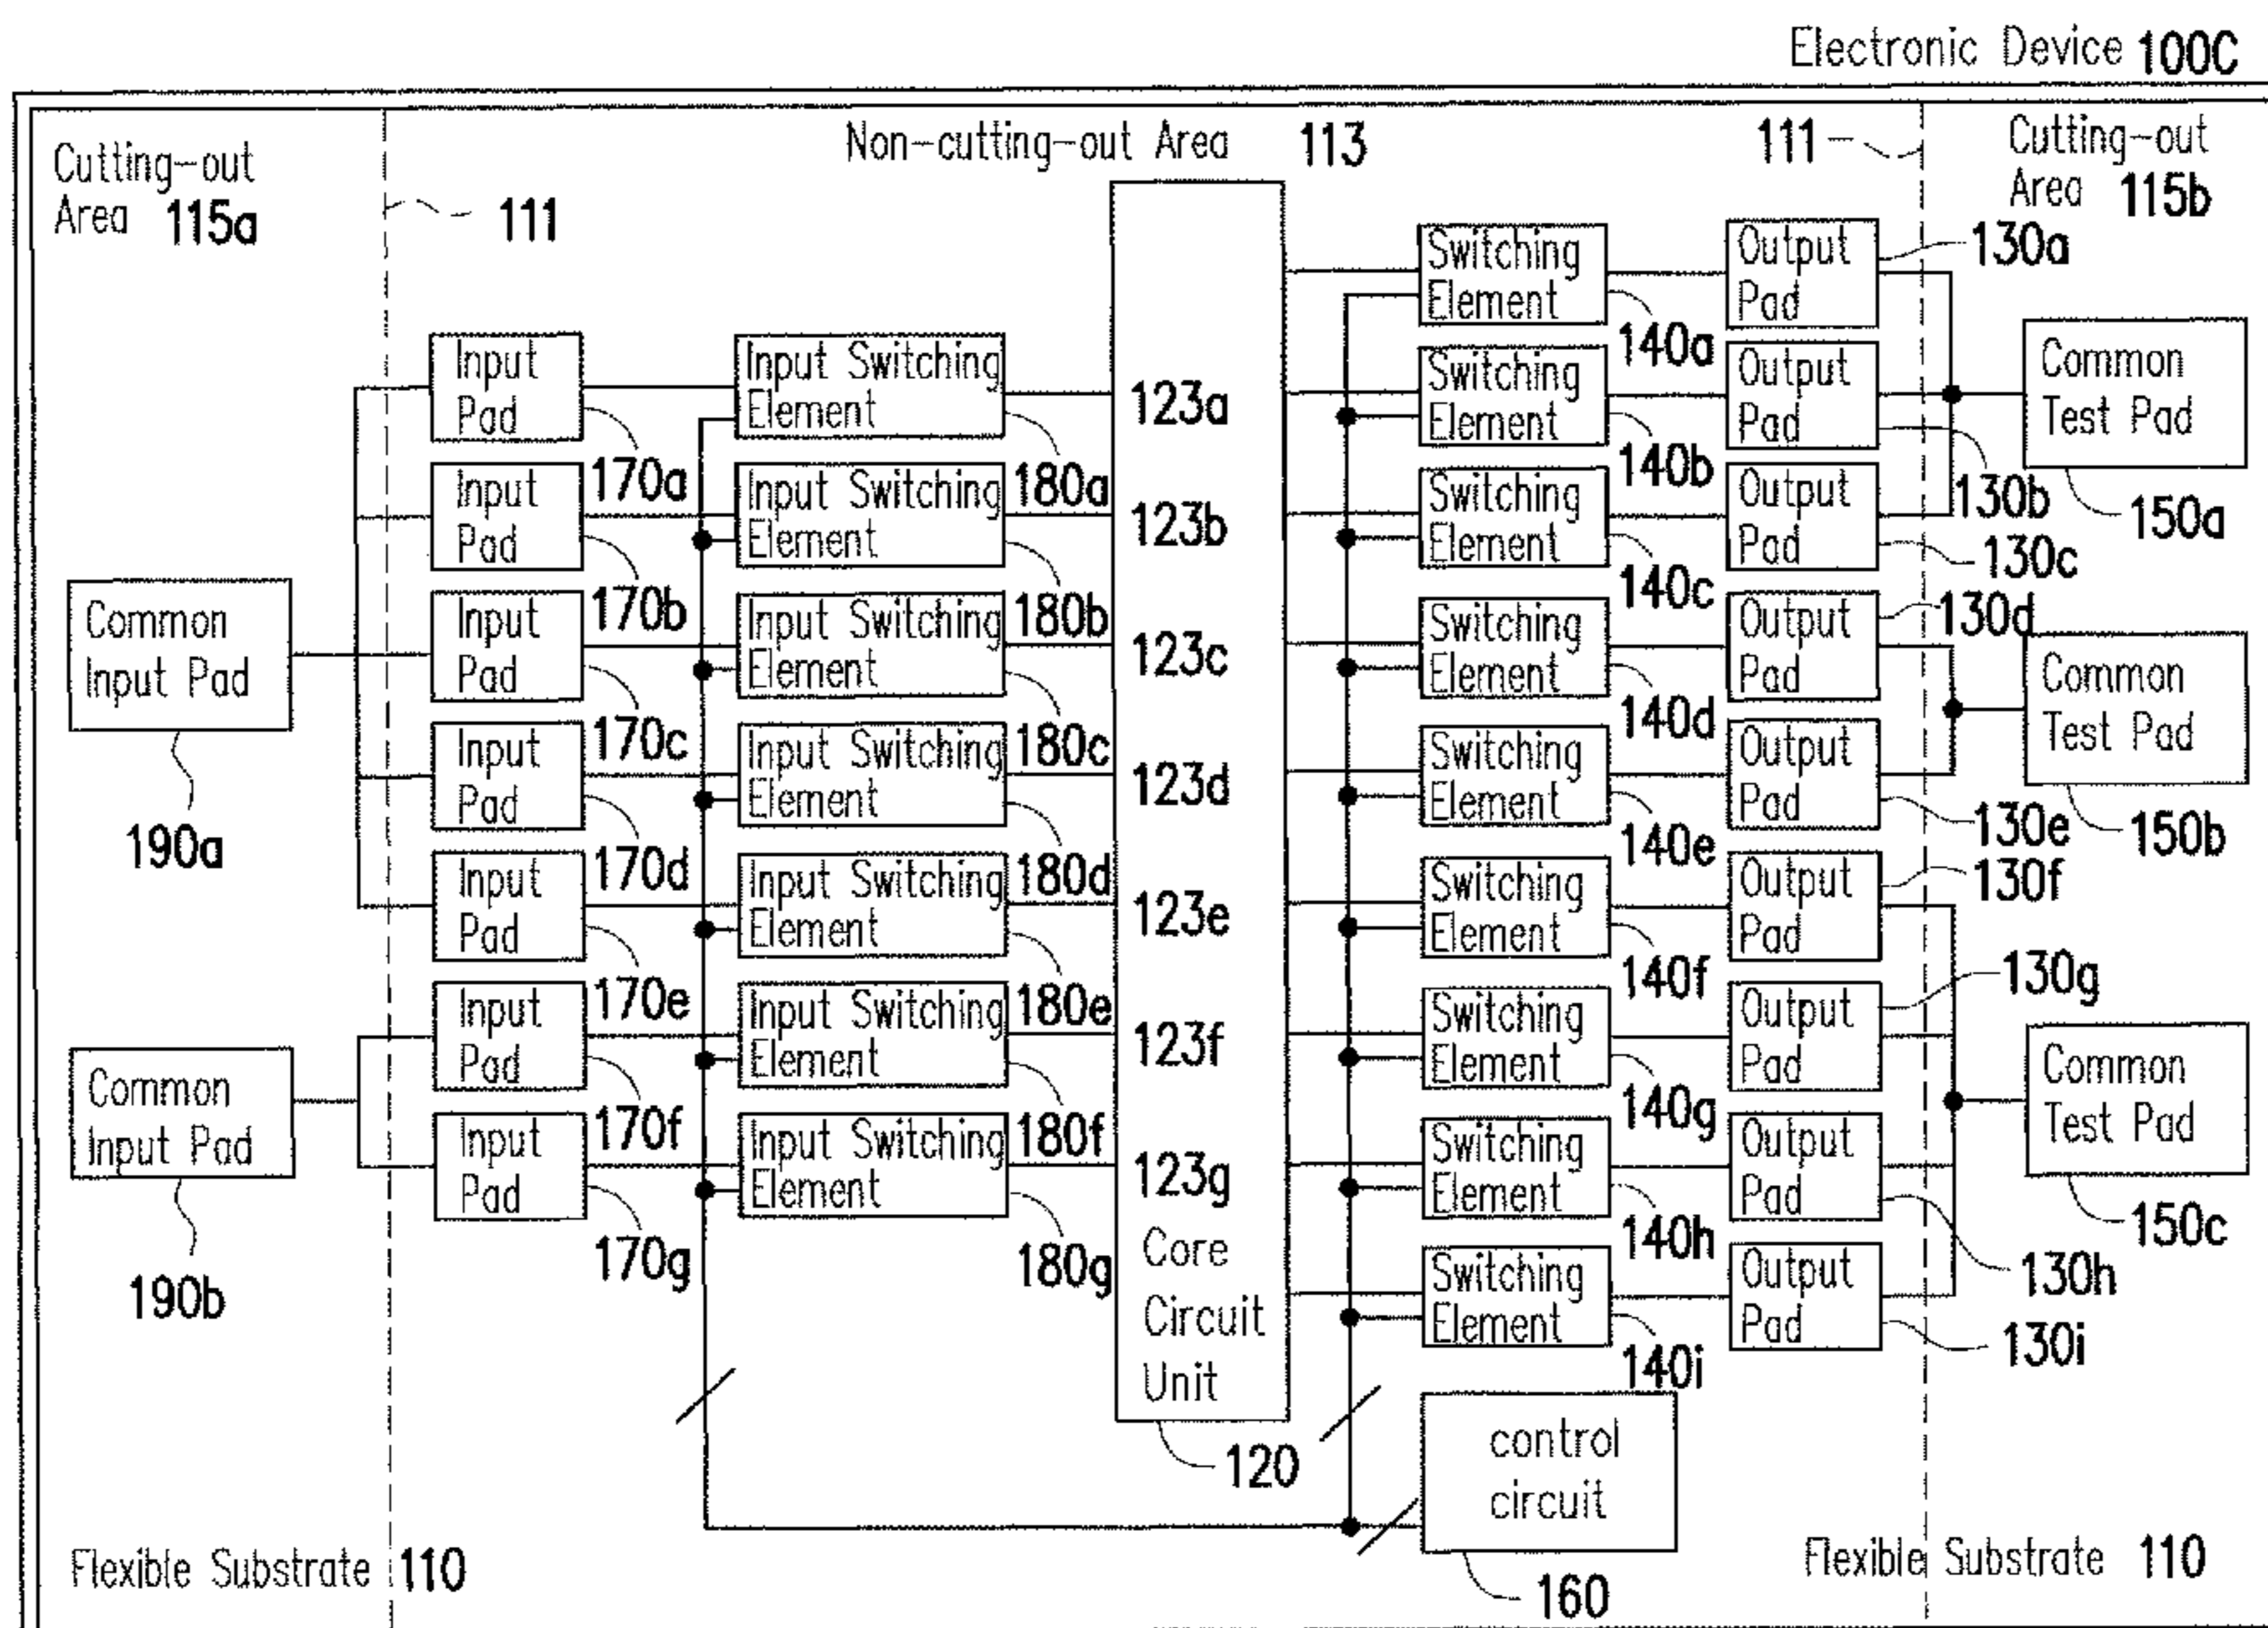 Electronic Device 100C
Cutting-out
Area 115a
111
Non-cutting-out Area 113
111
Cutting-out
Area 115b
Common
Input Pad
190a
Common
Input Pad
190b
Input
Pad
170a
Input
Pad
170b
Input
Pad
170c
Input
Pad
170d
Input
Pad
170e
Input
Pad
170f
Input
Pad
170g
Input Switching
Element
180a
Input Switching
Element
180b
Input Switching
Element
180c
Input Switching
Element
180d
Input Switching
Element
180e
Input Switching
Element
180f
Input Switching
Element
180g
123a
123b
123c
123d
123e
123f
123g
Core
Circuit
Unit
120
Switching
Element
140a
Switching
Element
140b
Switching
Element
140c
Switching
Element
140d
Switching
Element
140e
Switching
Element
140f
Switching
Element
140g
Switching
Element
140h
Switching
Element
140i
control
circuit
160
Output
Pad
130a
Output
Pad
130b
Output
Pad
130c
Output
Pad
130d
Output
Pad
130e
Output
Pad
130f
Output
Pad
130g
Output
Pad
130h
Output
Pad
130i
Common
Test Pad
150a
Common
Test Pad
150b
Common
Test Pad
150c
Flexible Substrate 110
Flexible Substrate 110